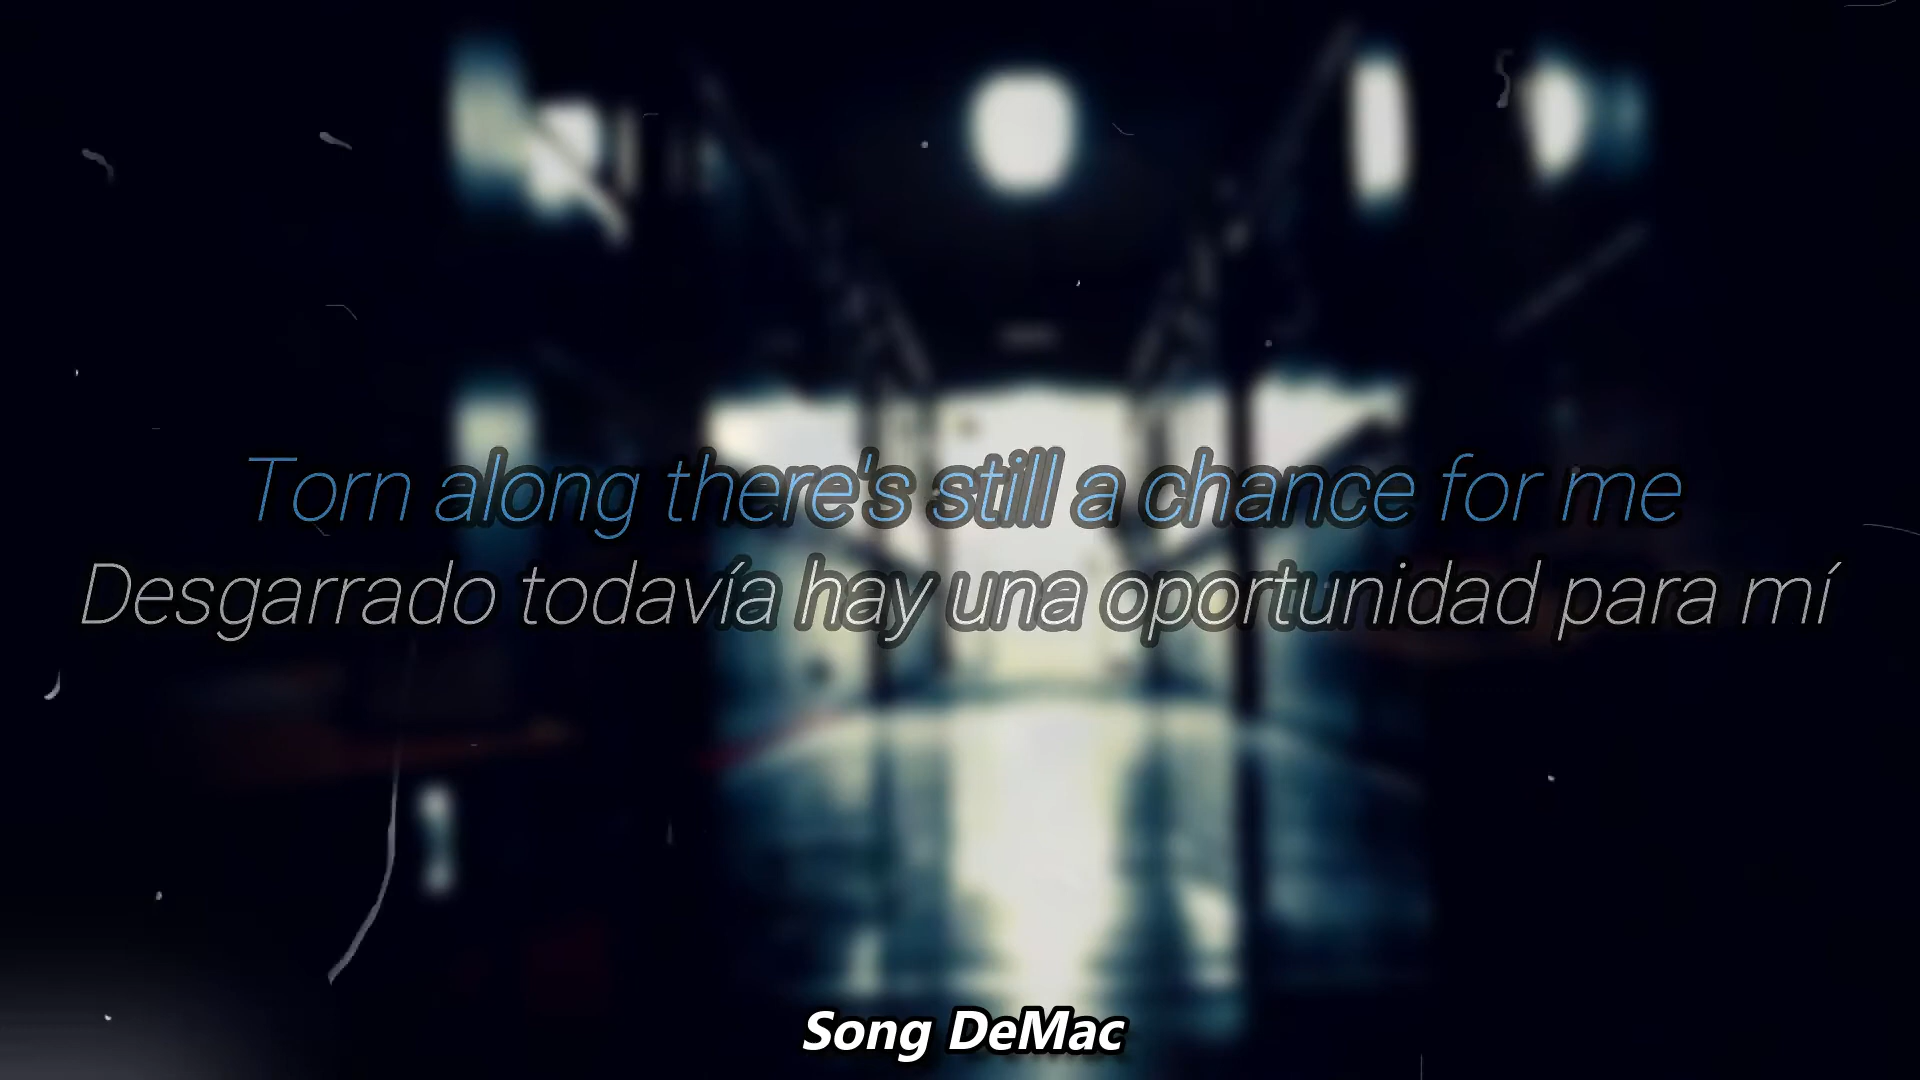 Torn along there's still a chance for me
Desgarrado todavía hay una oportunidad para mí
Song DeMac